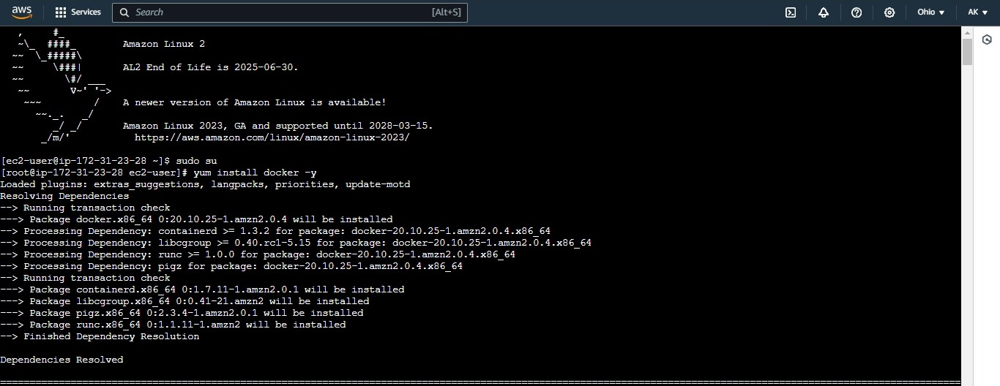 aws Services Search [Alt+S] Ohio ▼ AK ▼
   ,     #_
   ~\_  ####_        Amazon Linux 2
  ~~  \_#####\
  ~~     \###|       AL2 End of Life is 2025-06-30.
  ~~       \#/ ___
   ~~       V~' '->
    ~~~         /    A newer version of Amazon Linux is available!
      ~~._.   _/
         _/ _/       Amazon Linux 2023, GA and supported until 2028-03-15.
       _/m/'           https://aws.amazon.com/linux/amazon-linux-2023/
[ec2-user@ip-172-31-23-28 ~]$ sudo su
[root@ip-172-31-23-28 ec2-user]# yum install docker -y
Loaded plugins: extras_suggestions, langpacks, priorities, update-motd
Resolving Dependencies
--> Running transaction check
---> Package docker.x86_64 0:20.10.25-1.amzn2.0.4 will be installed
--> Processing Dependency: containerd >= 1.3.2 for package: docker-20.10.25-1.amzn2.0.4.x86_64
--> Processing Dependency: libcgroup >= 0.40.rc1-5.15 for package: docker-20.10.25-1.amzn2.0.4.x86_64
--> Processing Dependency: runc >= 1.0.0 for package: docker-20.10.25-1.amzn2.0.4.x86_64
--> Processing Dependency: pigz for package: docker-20.10.25-1.amzn2.0.4.x86_64
--> Running transaction check
---> Package containerd.x86_64 0:1.7.11-1.amzn2.0.1 will be installed
---> Package libcgroup.x86_64 0:0.41-21.amzn2 will be installed
---> Package pigz.x86_64 0:2.3.4-1.amzn2.0.1 will be installed
---> Package runc.x86_64 0:1.1.11-1.amzn2 will be installed
--> Finished Dependency Resolution
Dependencies Resolved